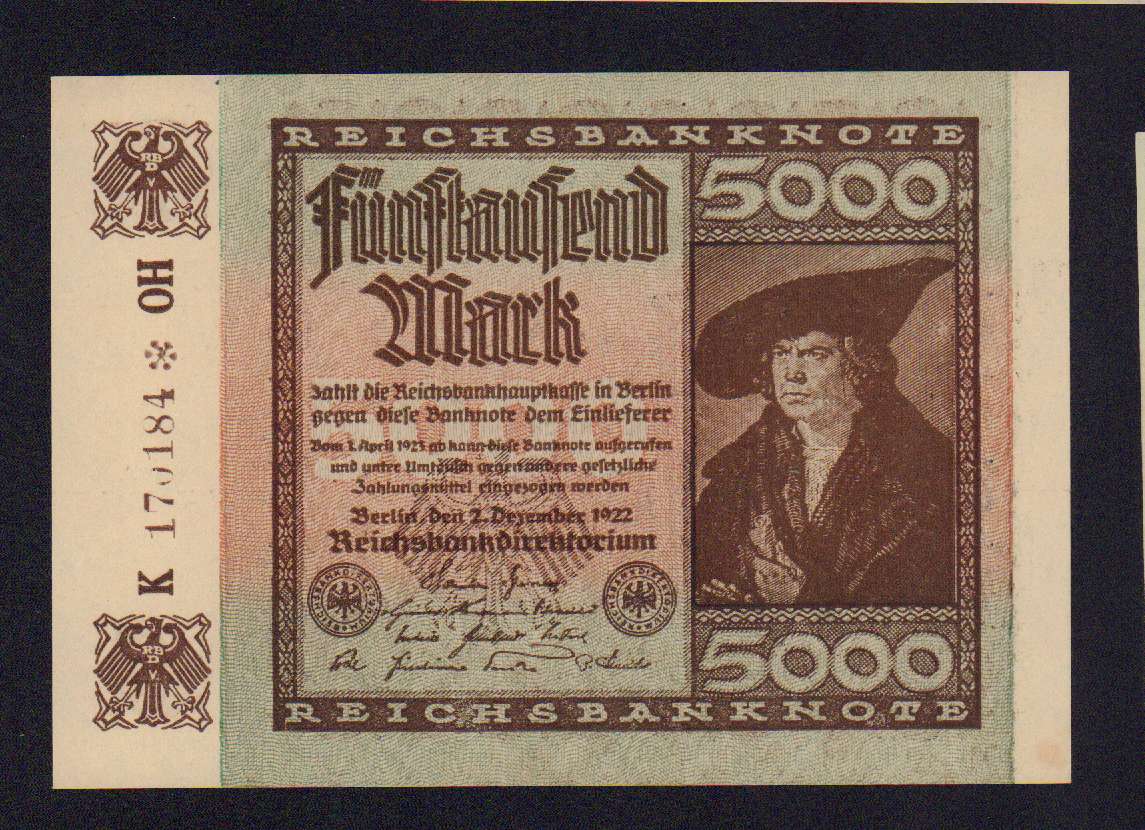 REICHSBANKNOTE
Fünftausend
Mark
zahlt die Reichsbankhauptkasse in Berlin
gegen diese Banknote dem Einlieferer
Vom 1. April 1923 ab kann diese Banknote aufgerufen
und unter Umtausch gegen andere gesetzliche
Zahlungsmittel eingezogen werden
Berlin, den 2. Dezember 1922
Reichsbankdirektorium
5000
5000
REICHSBANKNOTE
RBD
K 170184 * OH
RBD